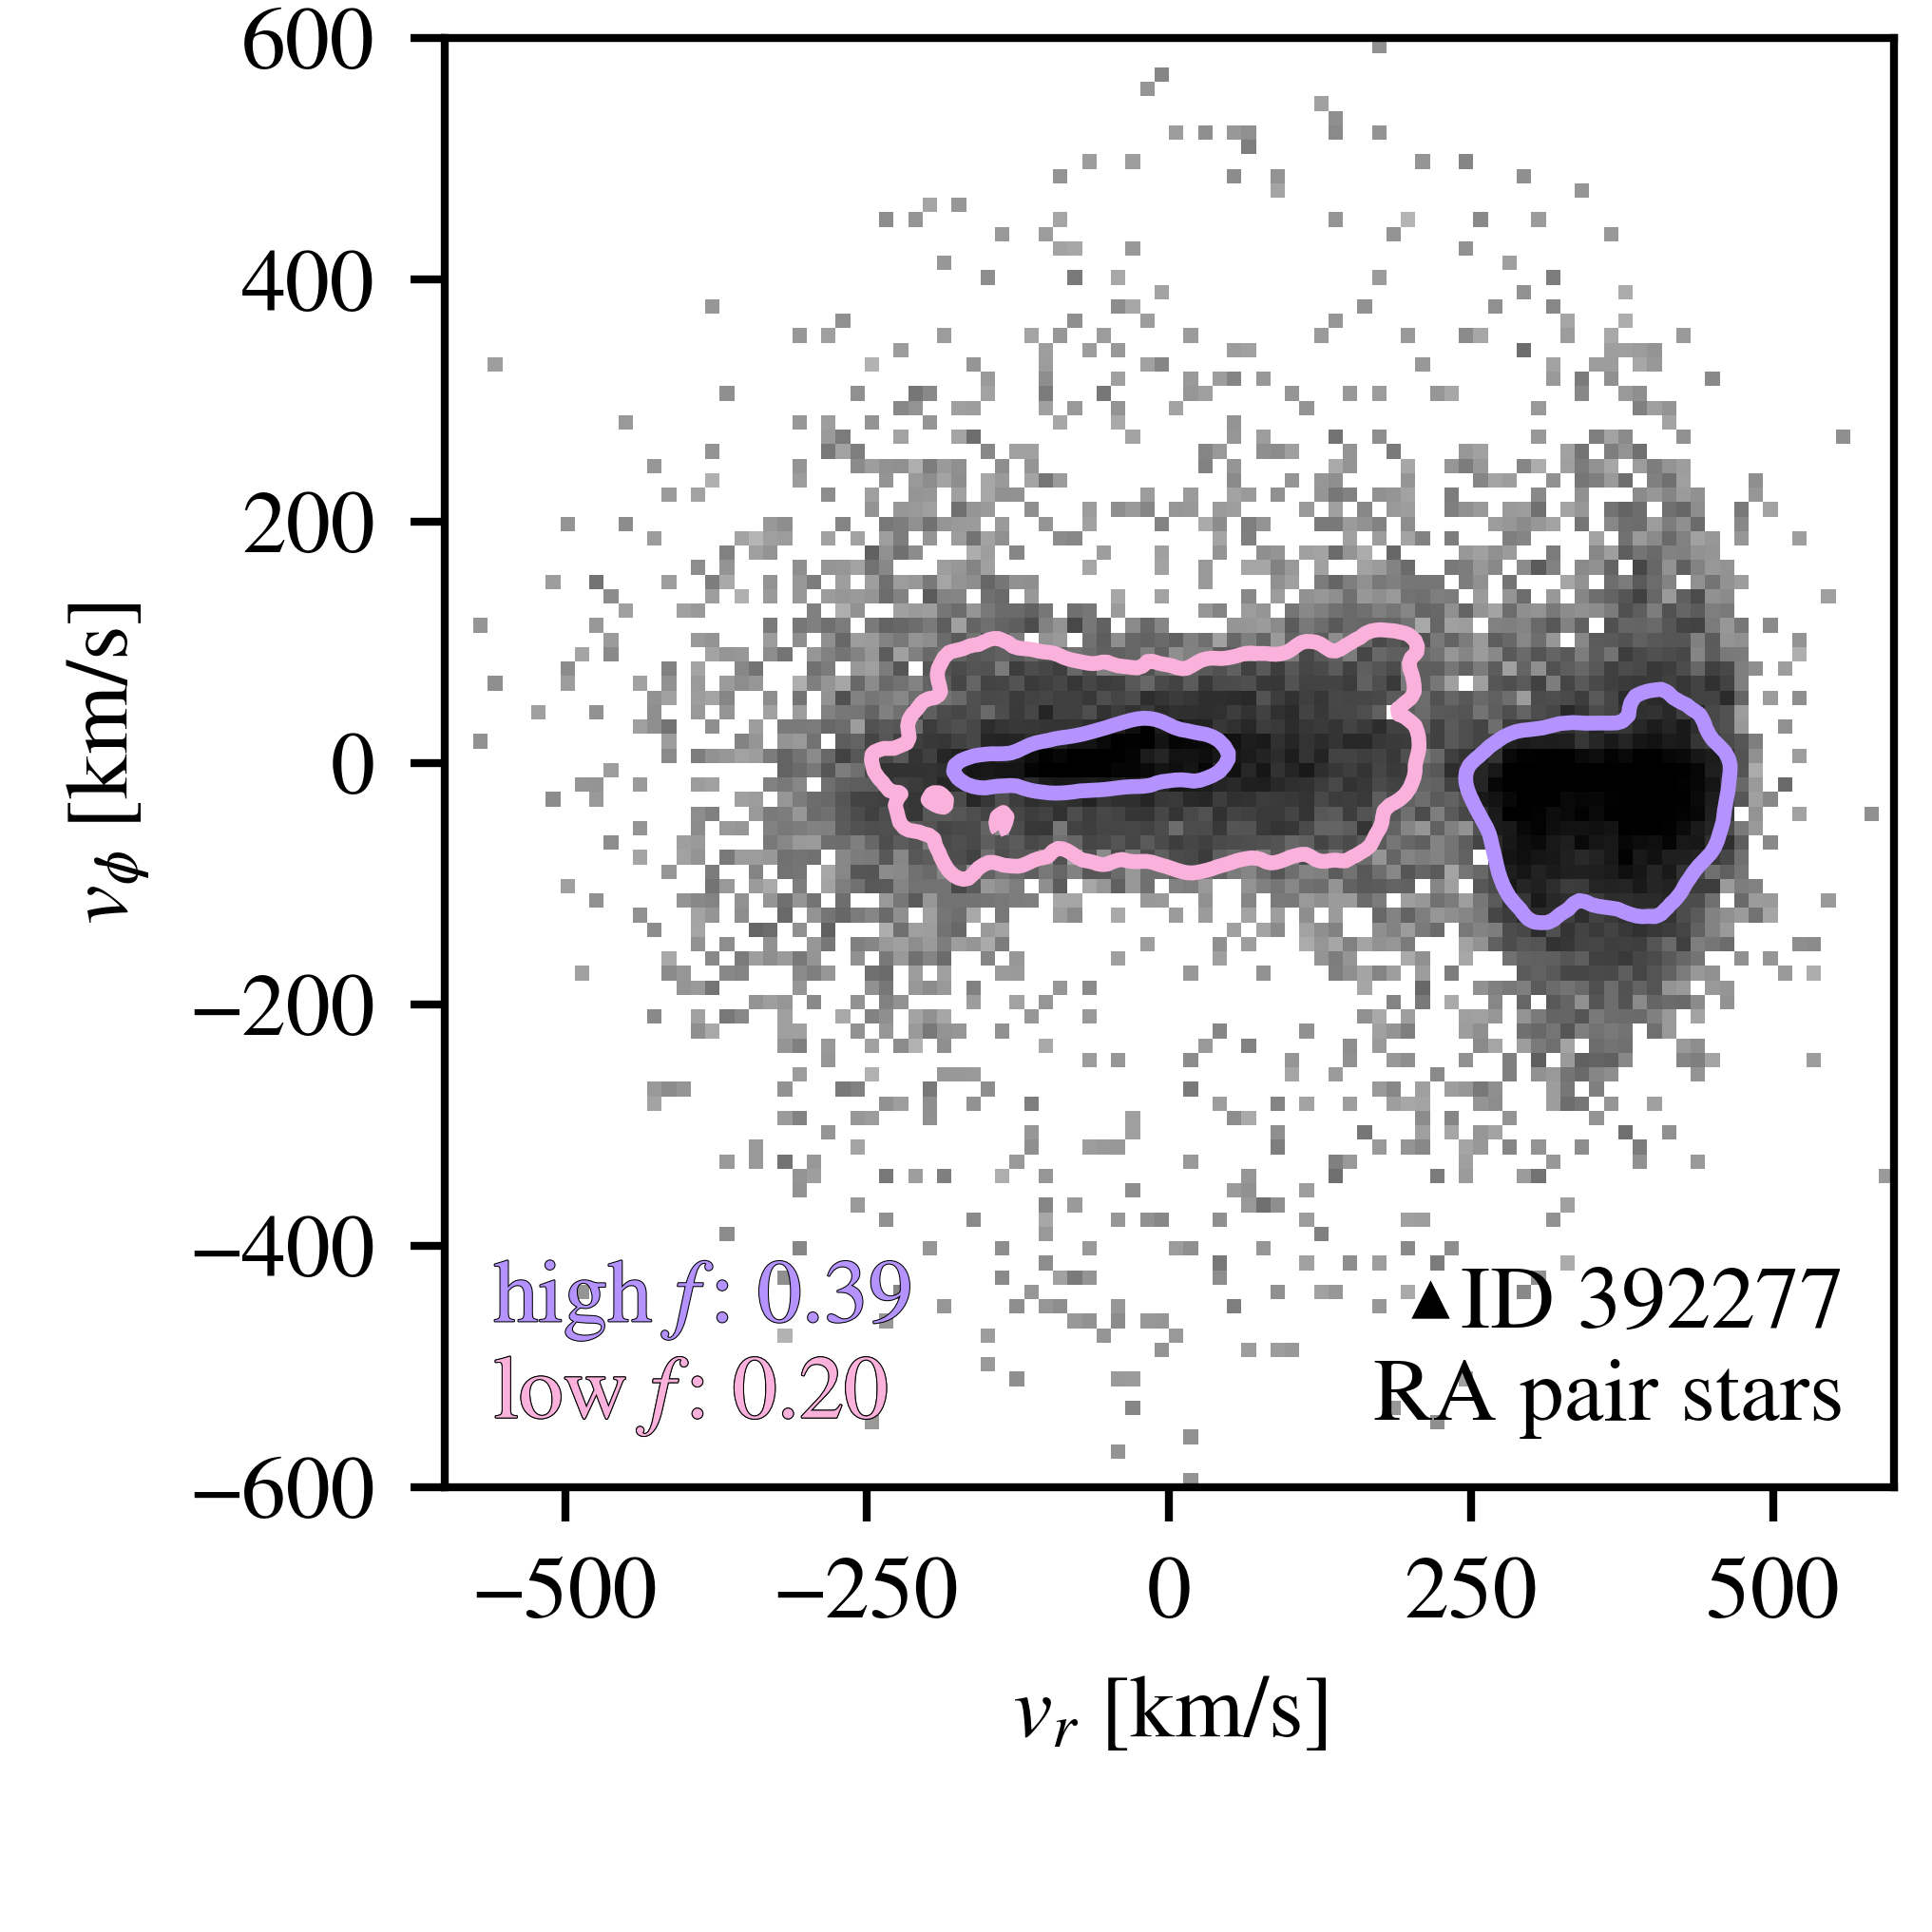 600
400
200
0
−200
−400
−600
v_ϕ [km/s]
high f: 0.39
low f: 0.20
▲ID 392277
RA pair stars
−500 −250 0 250 500
v_r [km/s]